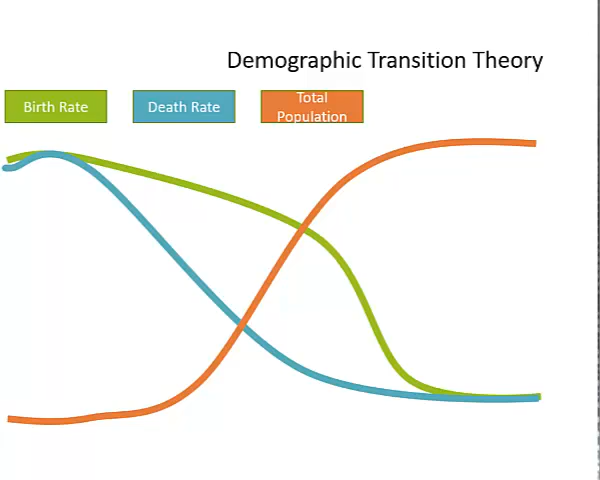 Demographic Transition Theory
Birth Rate
Death Rate
Total
Population